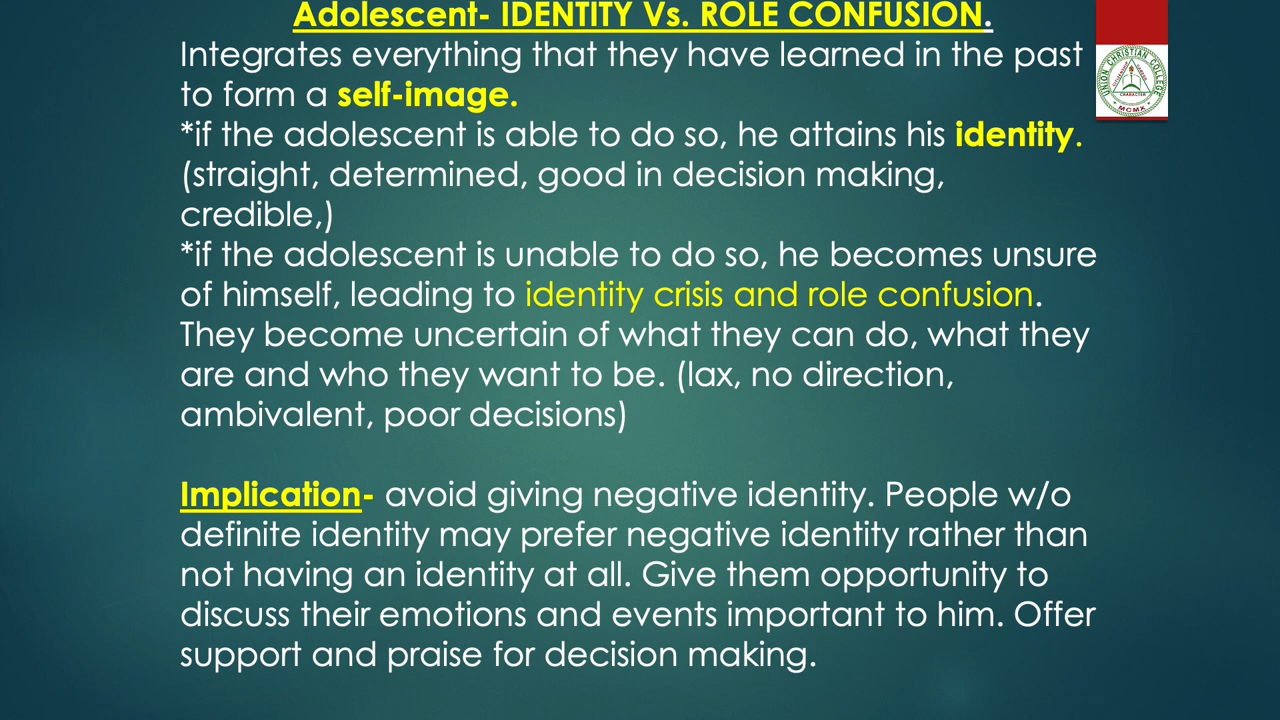 Adolescent- IDENTITY Vs. ROLE CONFUSION.
Integrates everything that they have learned in the past
to form a self-image.
*if the adolescent is able to do so, he attains his identity.
(straight, determined, good in decision making,
credible,)
*if the adolescent is unable to do so, he becomes unsure
of himself, leading to identity crisis and role confusion.
They become uncertain of what they can do, what they
are and who they want to be. (lax, no direction,
ambivalent, poor decisions)
Implication- avoid giving negative identity. People w/o
definite identity may prefer negative identity rather than
not having an identity at all. Give them opportunity to
discuss their emotions and events important to him. Offer
support and praise for decision making.
UNION CHRISTIAN COLLEGE
CHARACTER
MCMX